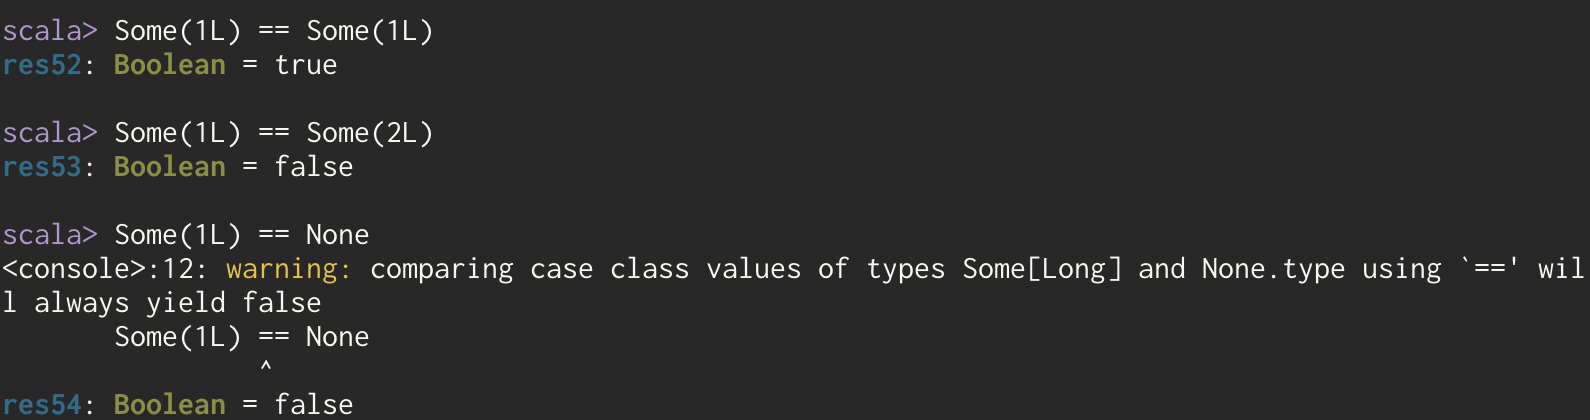 scala> Some(1L) == Some(1L)
res52: Boolean = true
scala> Some(1L) == Some(2L)
res53: Boolean = false
scala> Some(1L) == None
<console>:12: warning: comparing case class values of types Some[Long] and None.type using `==' wil
l always yield false
       Some(1L) == None
                ^
res54: Boolean = false